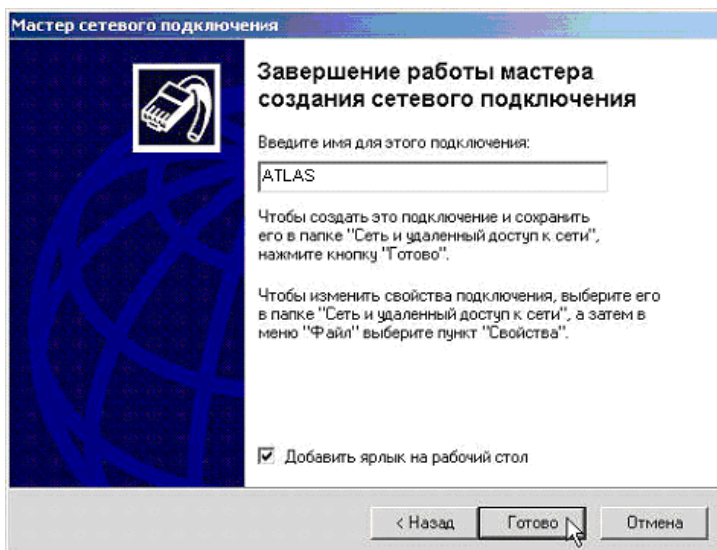 Мастер сетевого подключения
Завершение работы мастера
создания сетевого подключения
Введите имя для этого подключения:
ATLAS
Чтобы создать это подключение и сохранить
его в папке "Сеть и удаленный доступ к сети",
нажмите кнопку "Готово".
Чтобы изменить свойства подключения, выберите его
в папке "Сеть и удаленный доступ к сети", а затем в
меню "Файл" выберите пункт "Свойства".
Добавить ярлык на рабочий стол
< Назад
Готово
Отмена